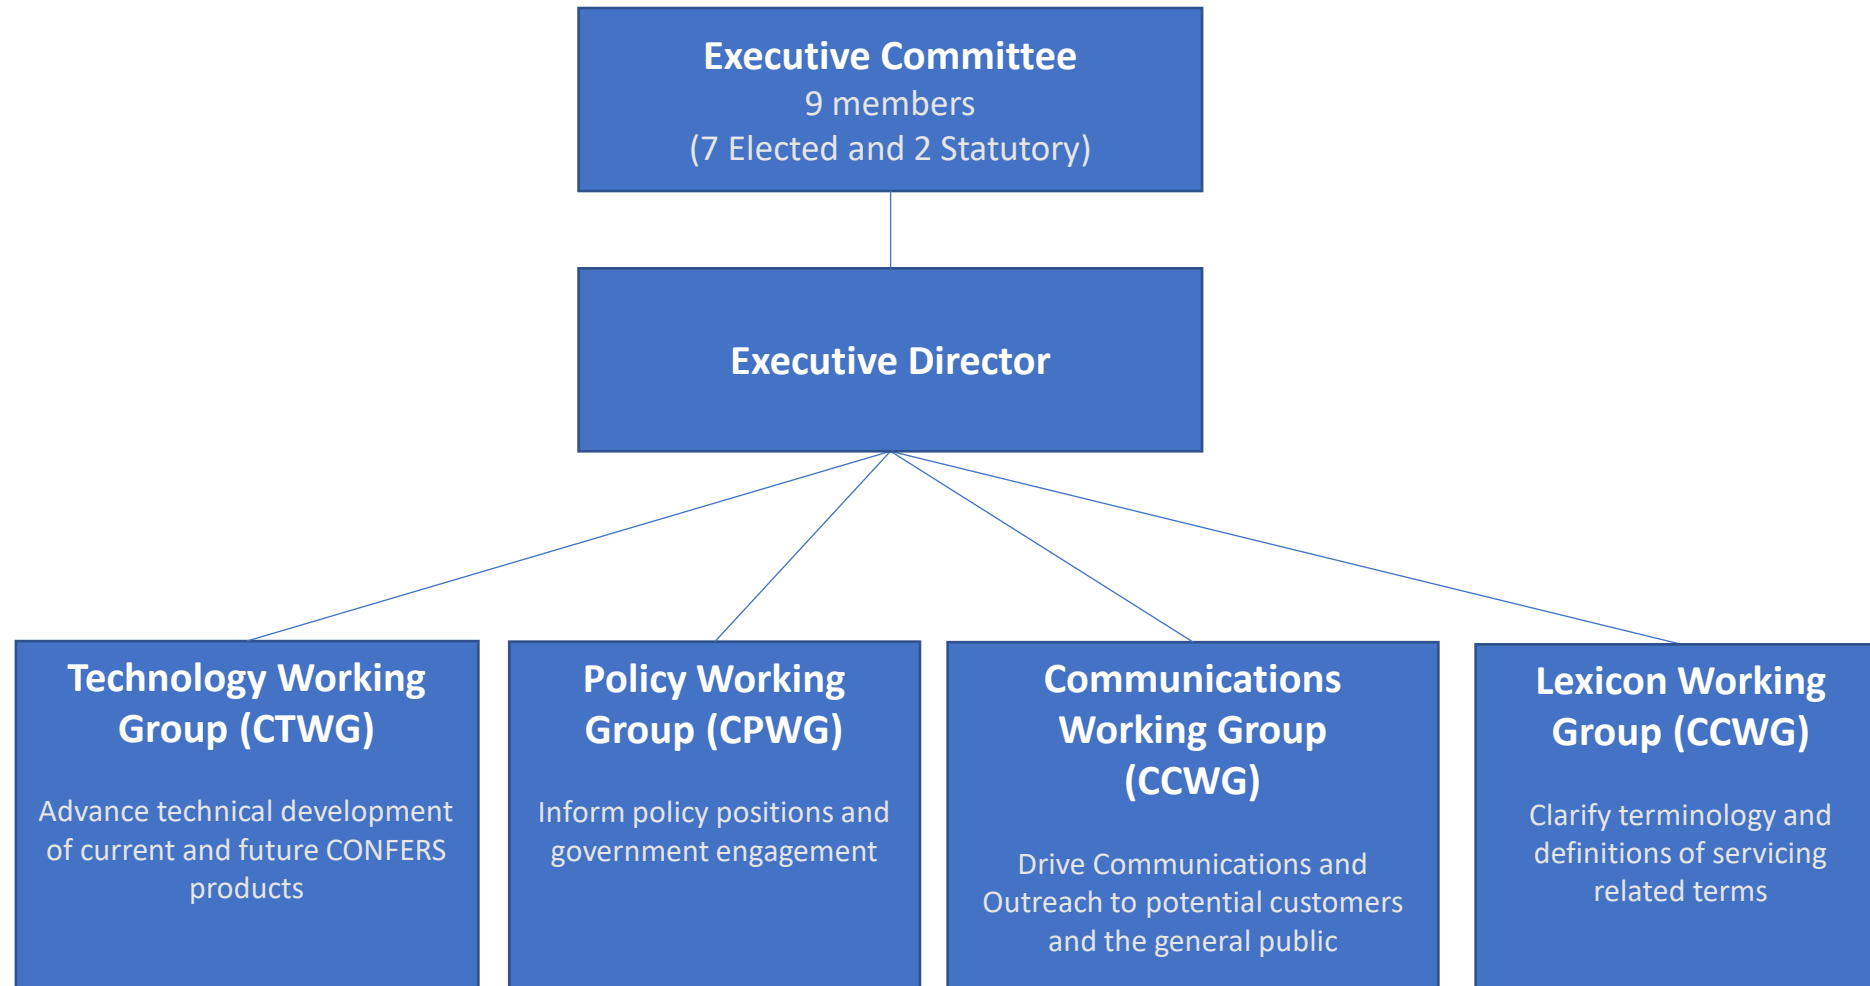 Executive Committee
9 members
(7 Elected and 2 Statutory)
Executive Director
Technology Working
Group (CTWG)
Advance technical development
of current and future CONFERS
products
Policy Working
Group (CPWG)
Inform policy positions and
government engagement
Communications
Working Group
(CCWG)
Drive Communications and
Outreach to potential customers
and the general public
Lexicon Working
Group (CCWG)
Clarify terminology and
definitions of servicing
related terms